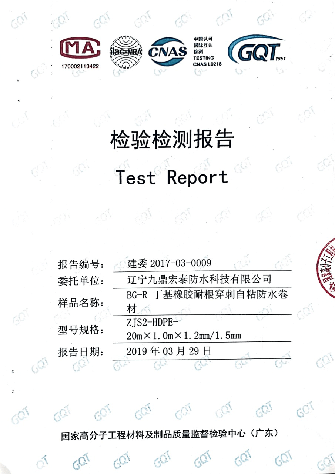 MA
170002113422
ilac-MRA
CNAS
中国认可
国际互认
检测
TESTING
CNAS L0218
GQT
检验检测报告
Test Report
报告编号： 建委 2017-03-0009
委托单位： 辽宁九鼎宏泰防水科技有限公司
样品名称： BG-R 丁基橡胶耐根穿刺自粘防水卷
材
型号规格： ZJS2-HDPE-
20m×1.0m×1.2mm/1.5mm
报告日期： 2019 年 03 月 29 日
国家高分子工程材料及制品质量监督检验中心（广东）